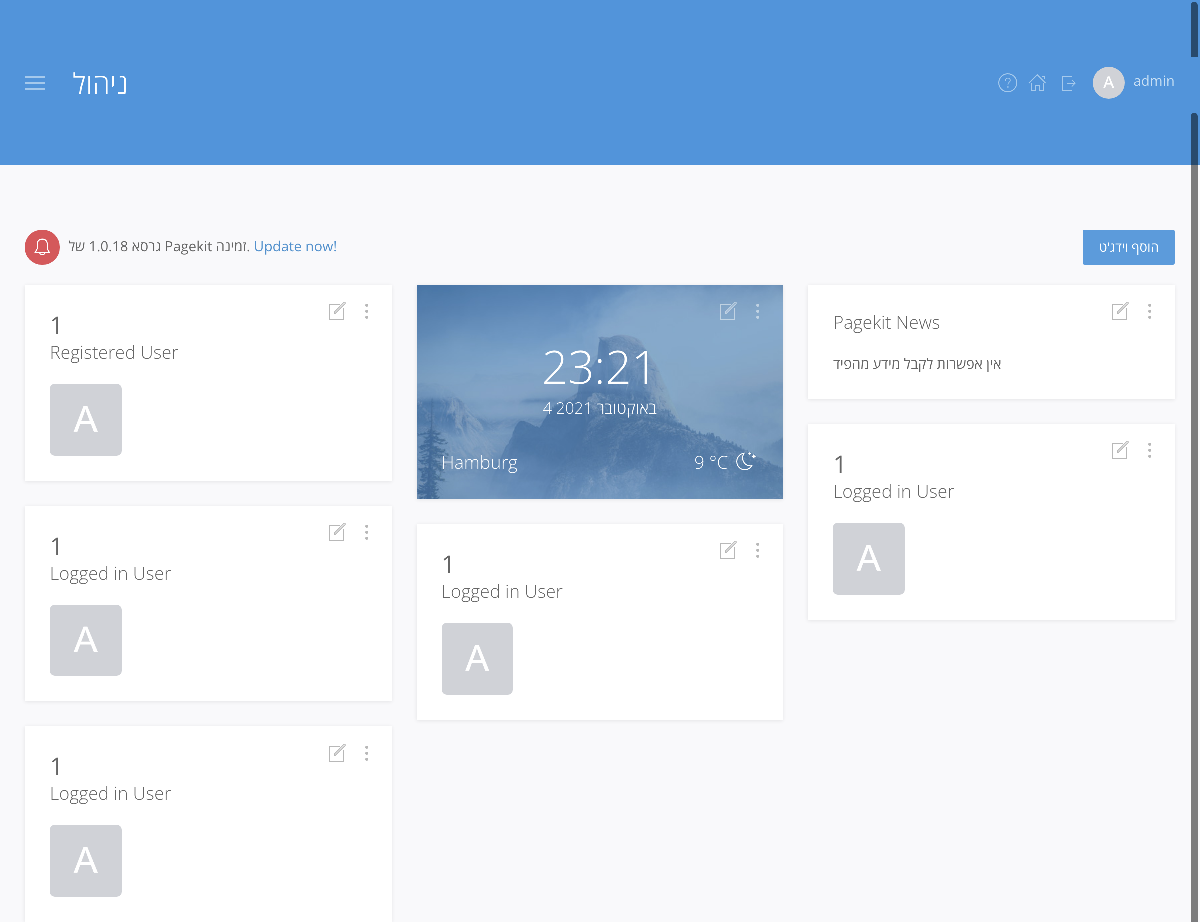 ניהול
A admin
גרסא 1.0.18 של Pagekit זמינה. Update now!
הוסף וידג'ט
1
Registered User
A
1
Logged in User
A
1
Logged in User
A
23:21
4 באוקטובר 2021
Hamburg
9 °C
1
Logged in User
A
Pagekit News
אין אפשרות לקבל מידע מהפיד
1
Logged in User
A